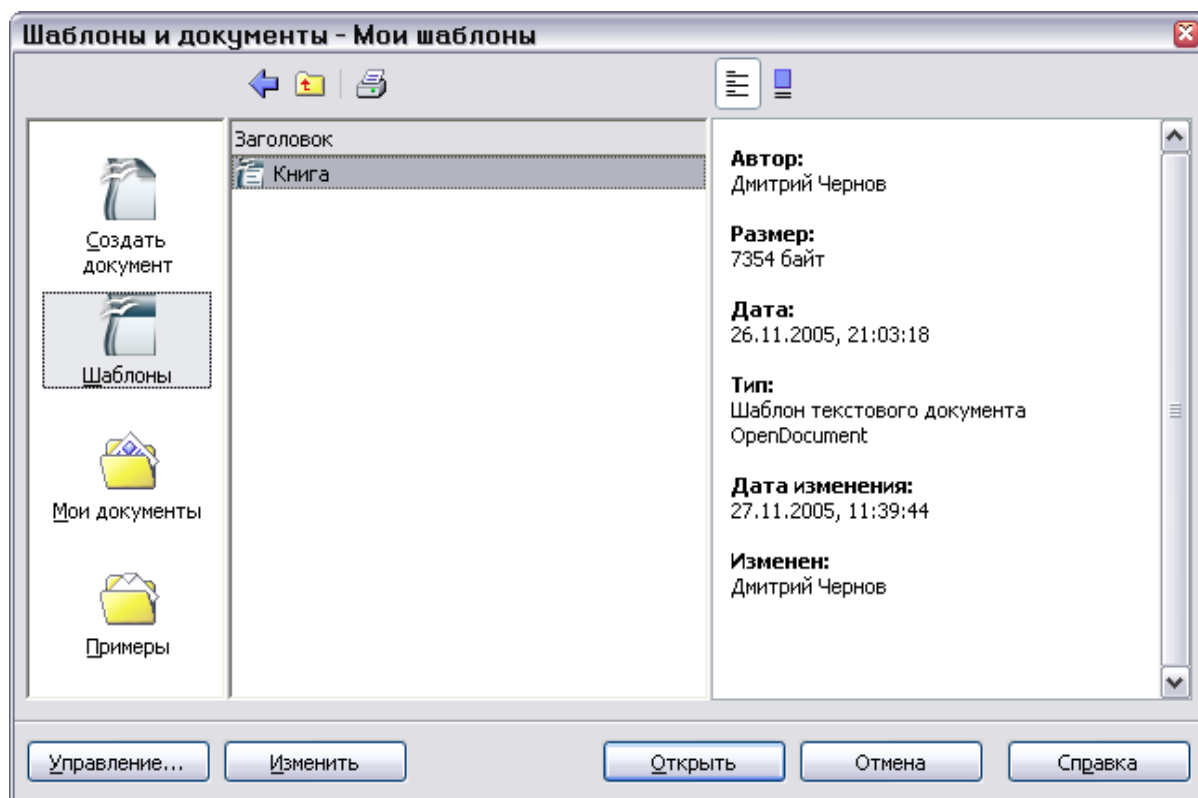 Шаблоны и документы - Мои шаблоны
Создать
документ
Шаблоны
Мои документы
Примеры
Заголовок
Книга
Автор:
Дмитрий Чернов
Размер:
7354 байт
Дата:
26.11.2005, 21:03:18
Тип:
Шаблон текстового документа
OpenDocument
Дата изменения:
27.11.2005, 11:39:44
Изменен:
Дмитрий Чернов
Управление...
Изменить
Открыть
Отмена
Справка